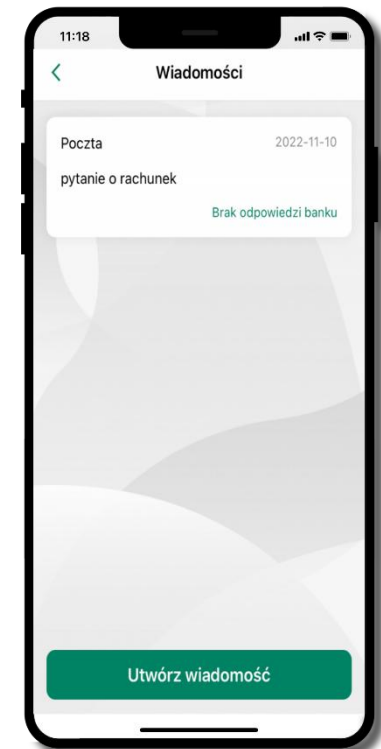 11:18
Wiadomości
Poczta 2022-11-10
pytanie o rachunek
Brak odpowiedzi banku
Utwórz wiadomość